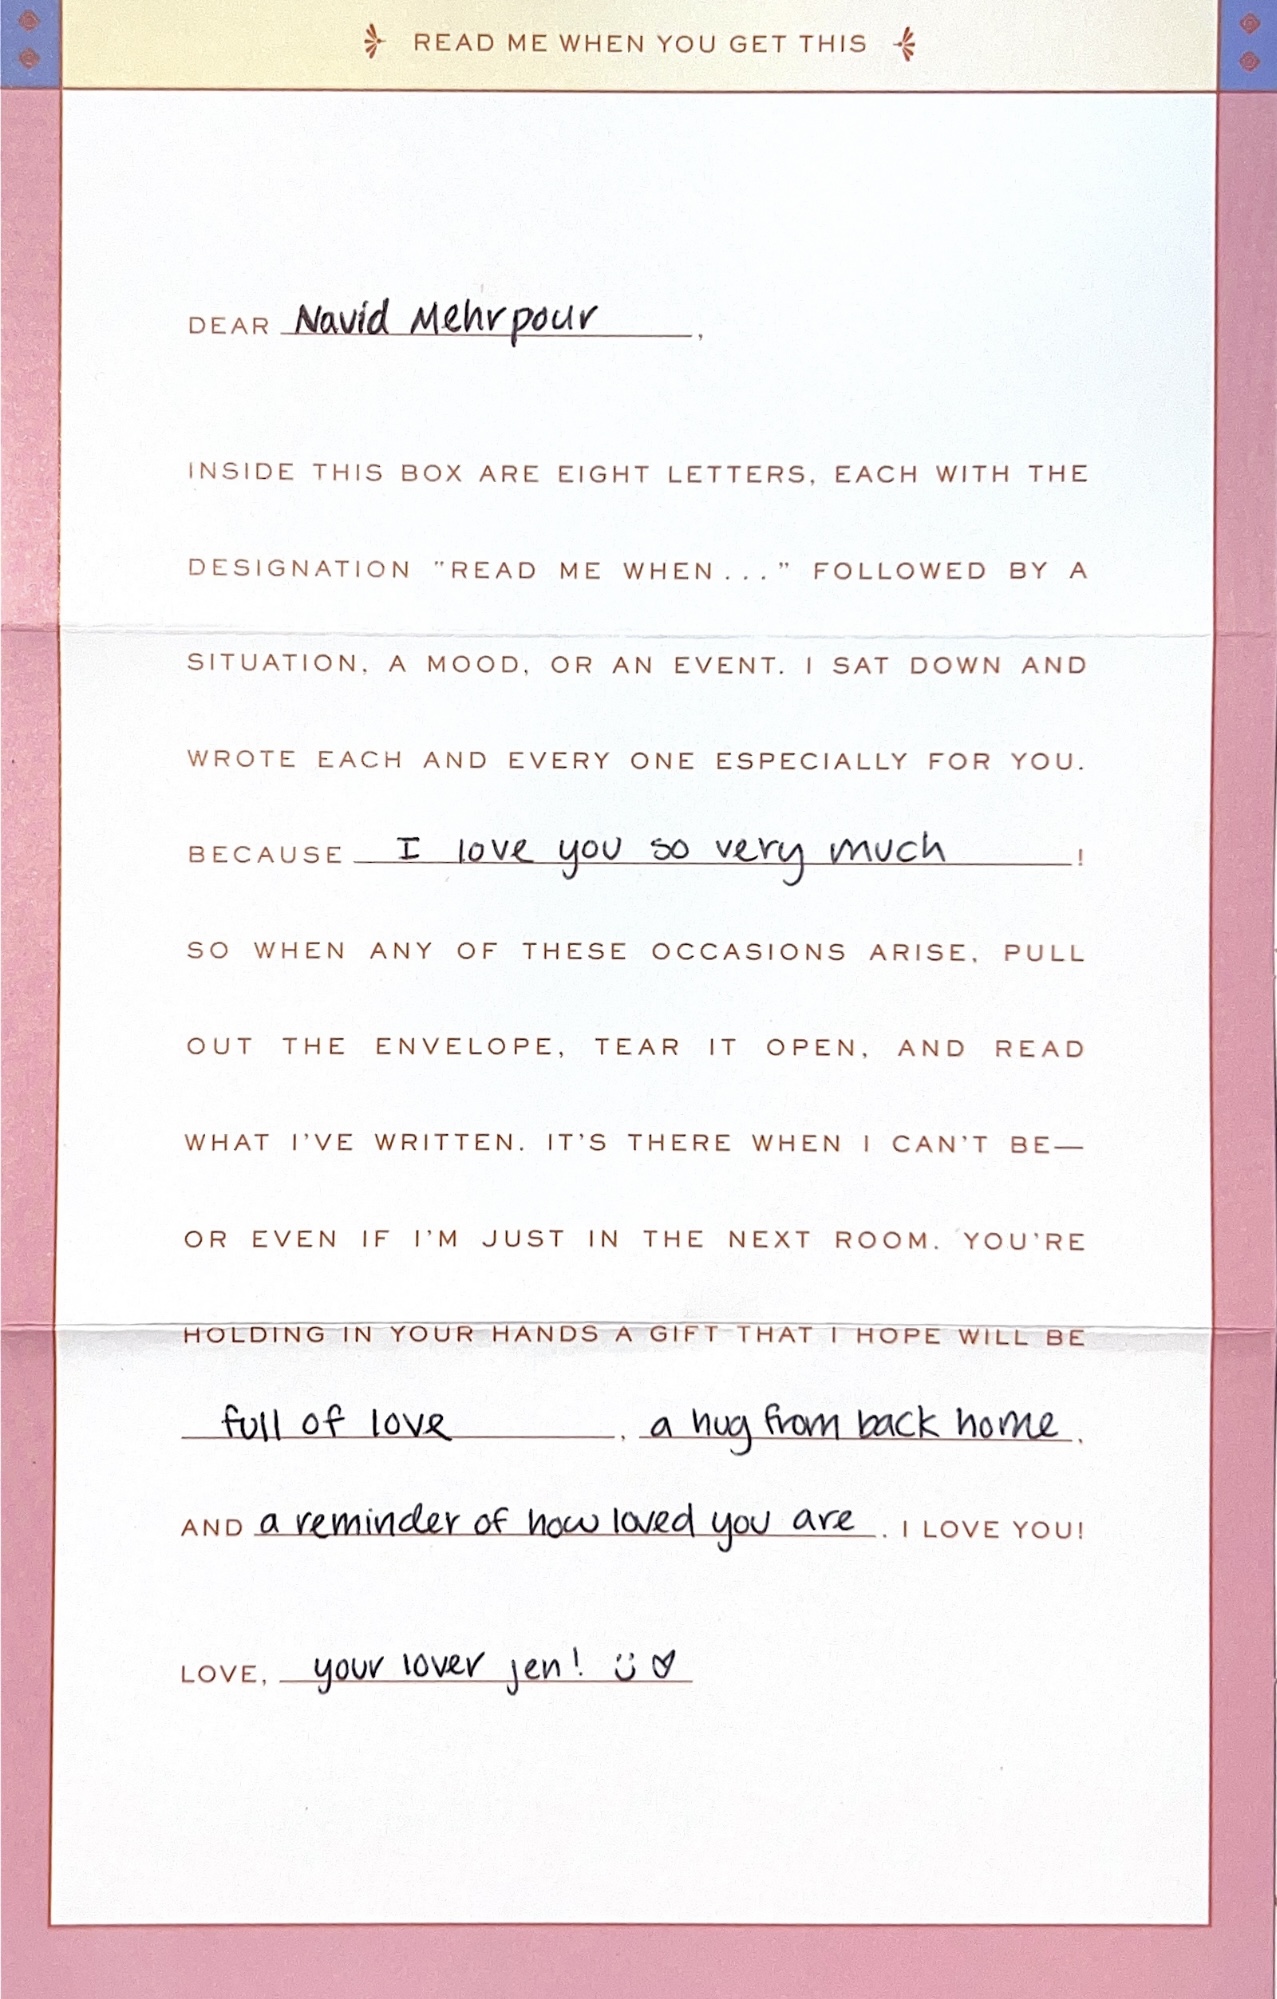 READ ME WHEN YOU GET THIS
DEAR Navid Mehrpour,
INSIDE THIS BOX ARE EIGHT LETTERS, EACH WITH THE
DESIGNATION "READ ME WHEN..." FOLLOWED BY A
SITUATION, A MOOD, OR AN EVENT. I SAT DOWN AND
WROTE EACH AND EVERY ONE ESPECIALLY FOR YOU.
BECAUSE I love you so very much!
SO WHEN ANY OF THESE OCCASIONS ARISE, PULL
OUT THE ENVELOPE, TEAR IT OPEN, AND READ
WHAT I'VE WRITTEN. IT'S THERE WHEN I CAN'T BE—
OR EVEN IF I'M JUST IN THE NEXT ROOM. YOU'RE
HOLDING IN YOUR HANDS A GIFT THAT I HOPE WILL BE
full of love, a hug from back home,
AND a reminder of how loved you are. I LOVE YOU!
LOVE, your lover jen! ü ♡